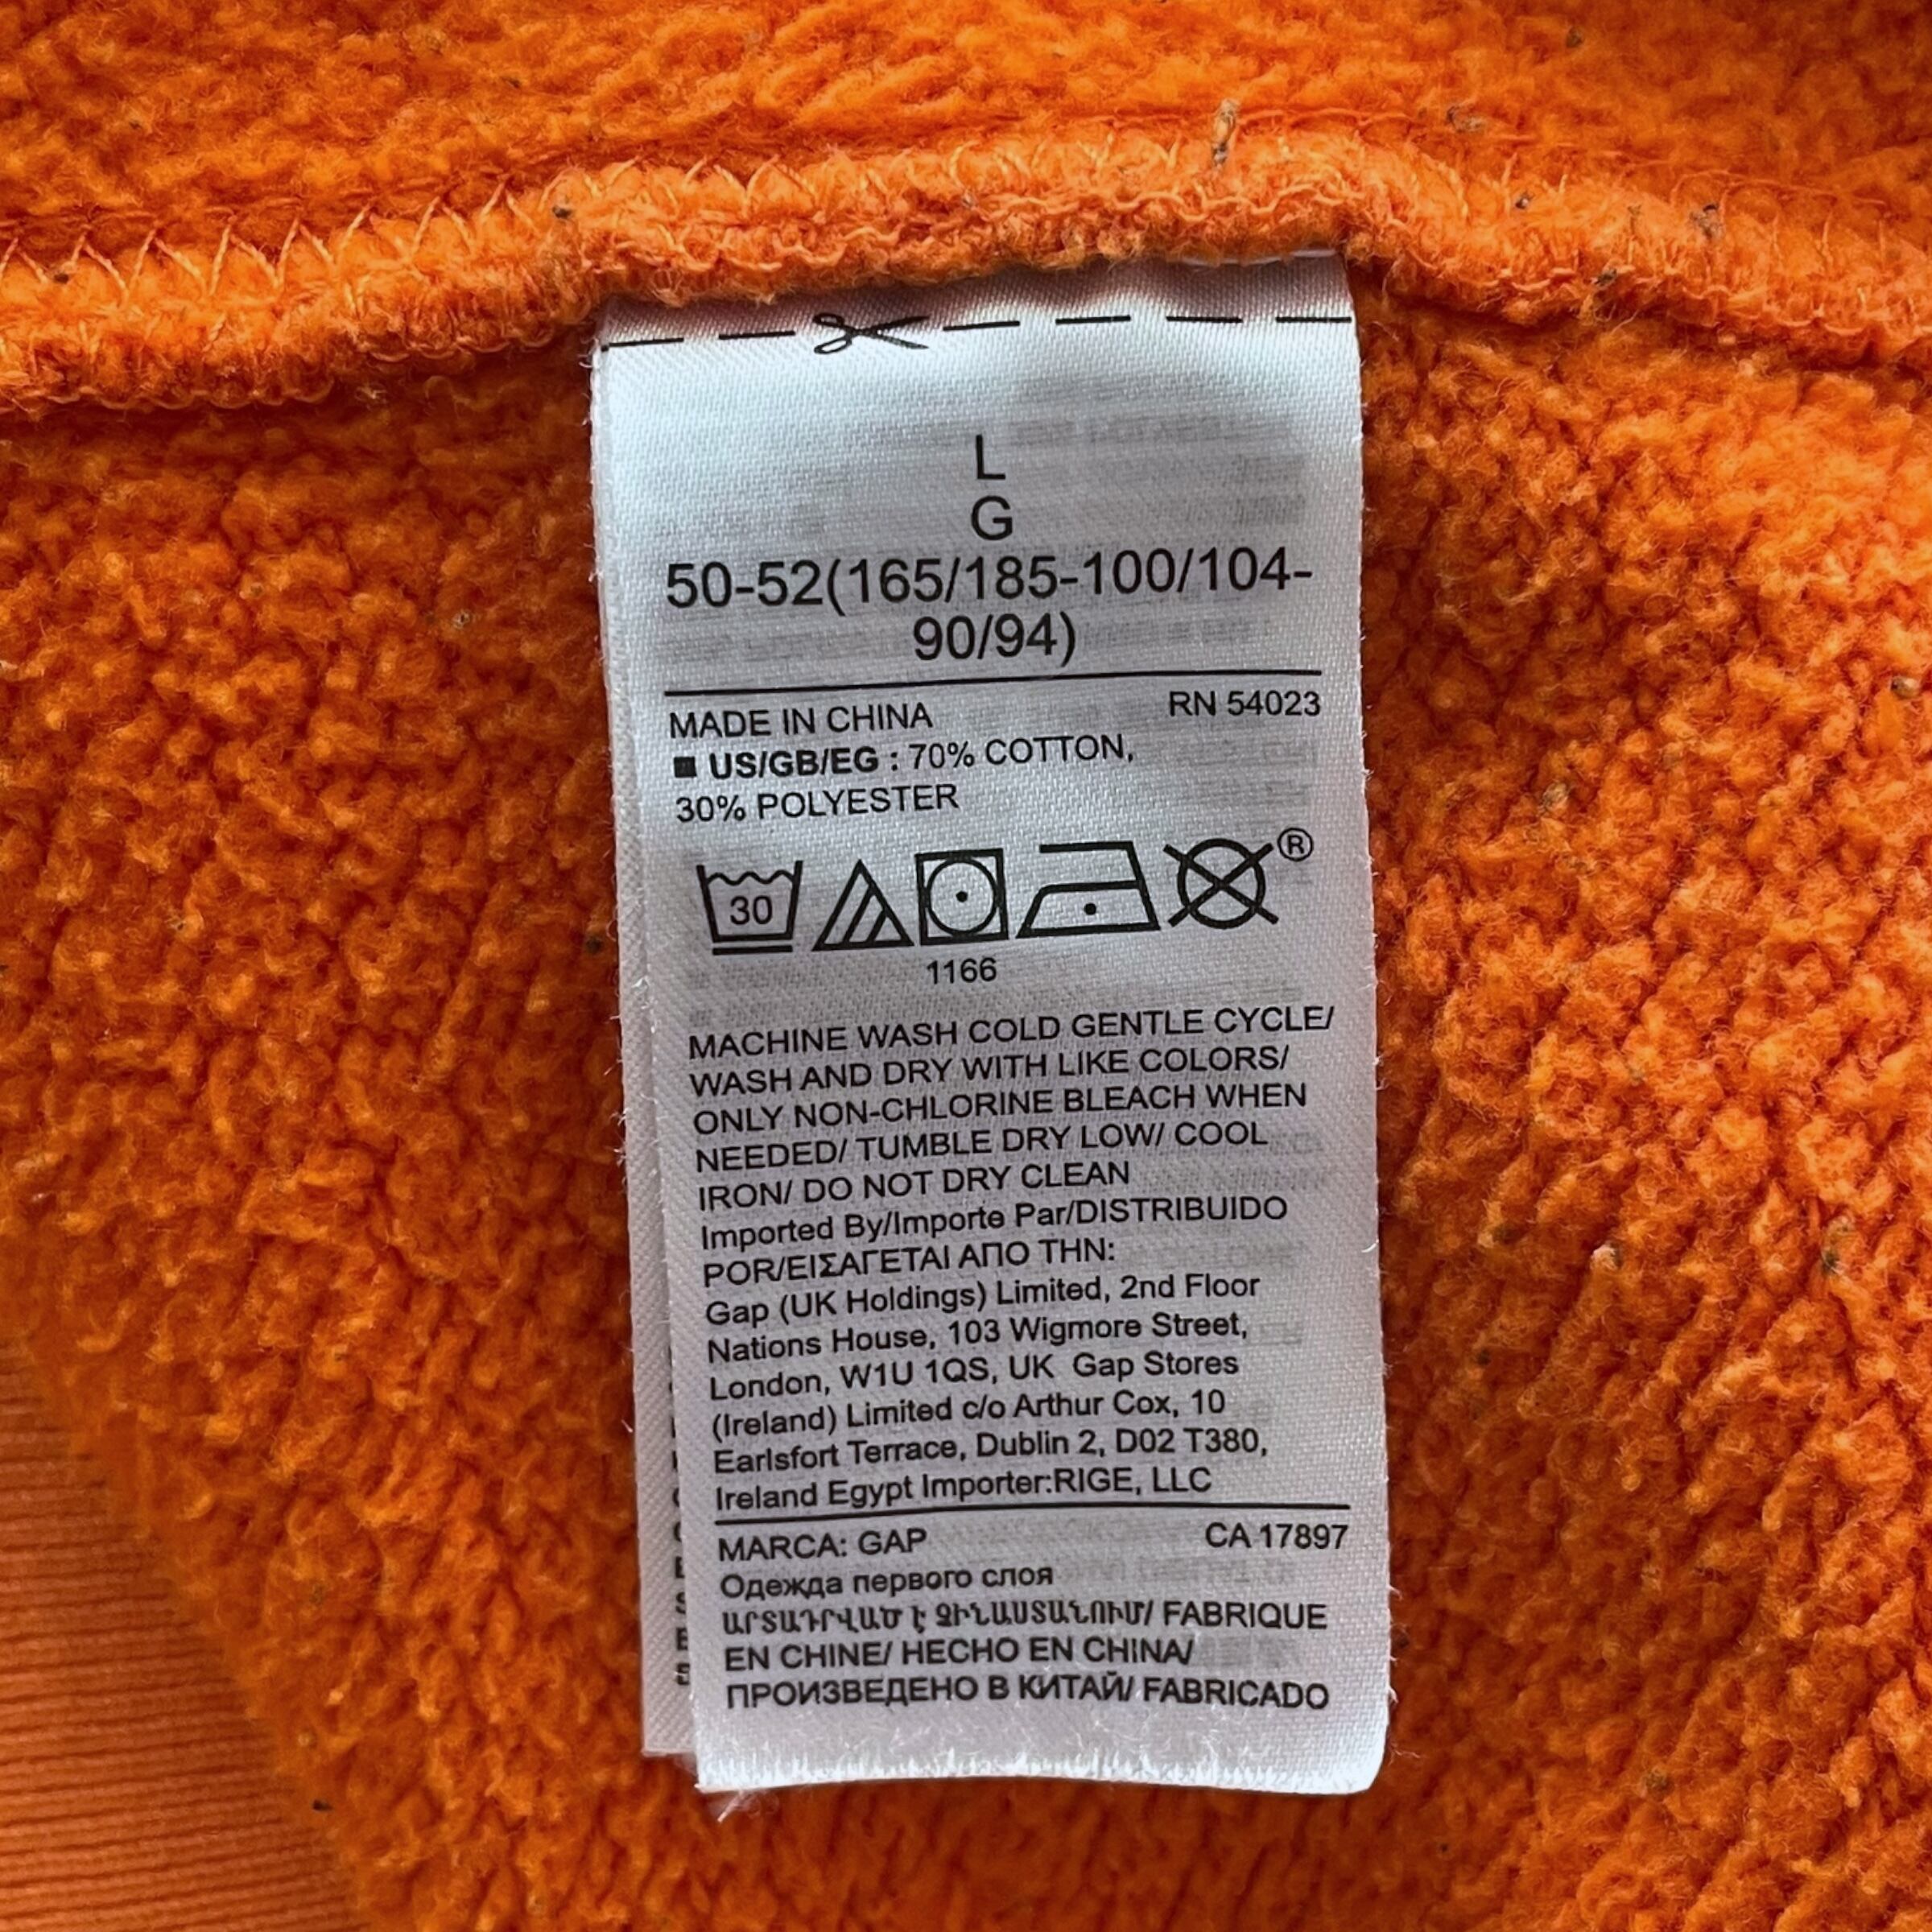 L
G
50-52(165/185-100/104-
90/94)
MADE IN CHINA RN 54023
■ US/GB/EG : 70% COTTON,
30% POLYESTER
30
®
1166
MACHINE WASH COLD GENTLE CYCLE/
WASH AND DRY WITH LIKE COLORS/
ONLY NON-CHLORINE BLEACH WHEN
NEEDED/ TUMBLE DRY LOW/ COOL
IRON/ DO NOT DRY CLEAN
Imported By/Importe Par/DISTRIBUIDO
POR/ΕΙΣΑΓΕΤΑΙ ΑΠΟ ΤΗΝ:
Gap (UK Holdings) Limited, 2nd Floor
Nations House, 103 Wigmore Street,
London, W1U 1QS, UK  Gap Stores
(Ireland) Limited c/o Arthur Cox, 10
Earlsfort Terrace, Dublin 2, D02 T380,
Ireland Egypt Importer:RIGE, LLC
MARCA: GAP CA 17897
Одежда первого слоя
ԱՐՏԱԴՐՎԱԾ Է ՉԻՆԱՍՏԱՆՈՒՄ/ FABRIQUE
EN CHINE/ HECHO EN CHINA/
ПРОИЗВЕДЕНО В КИТАЙ/ FABRICADO